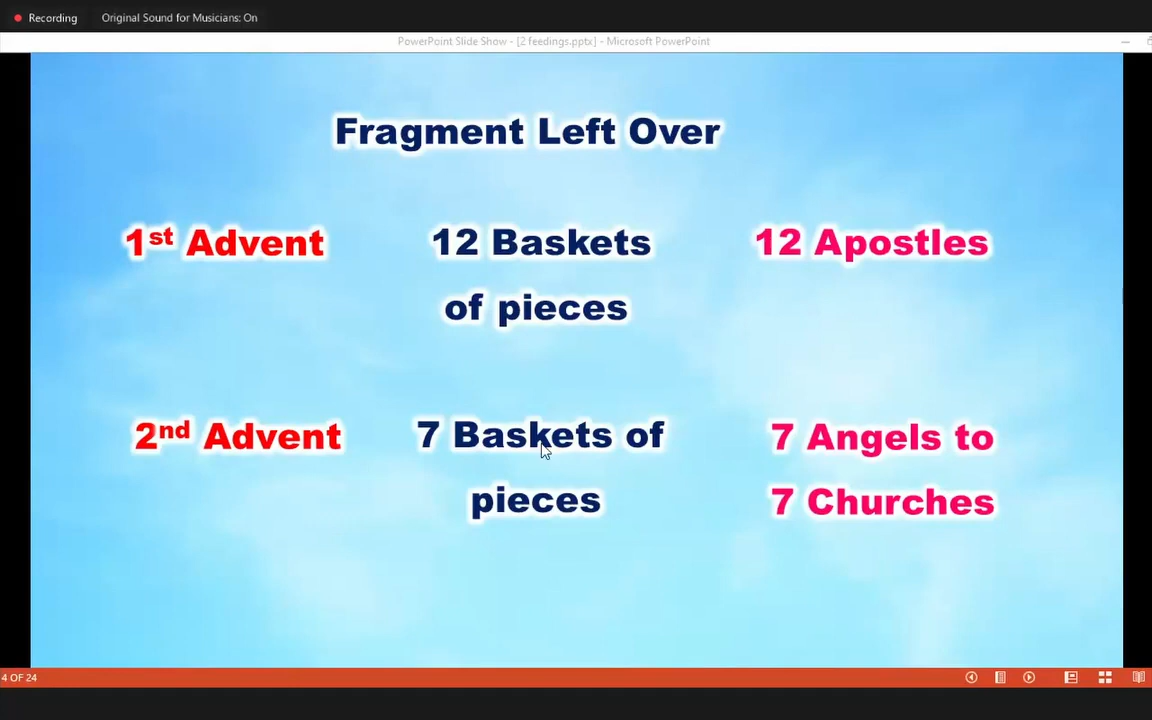 Recording
Original Sound for Musicians: On
PowerPoint Slide Show - [2 feedings.pptx] - Microsoft PowerPoint
Fragment Left Over
1st Advent
12 Baskets
of pieces
12 Apostles
2nd Advent
7 Baskets of
pieces
7 Angels to
7 Churches
4 OF 24